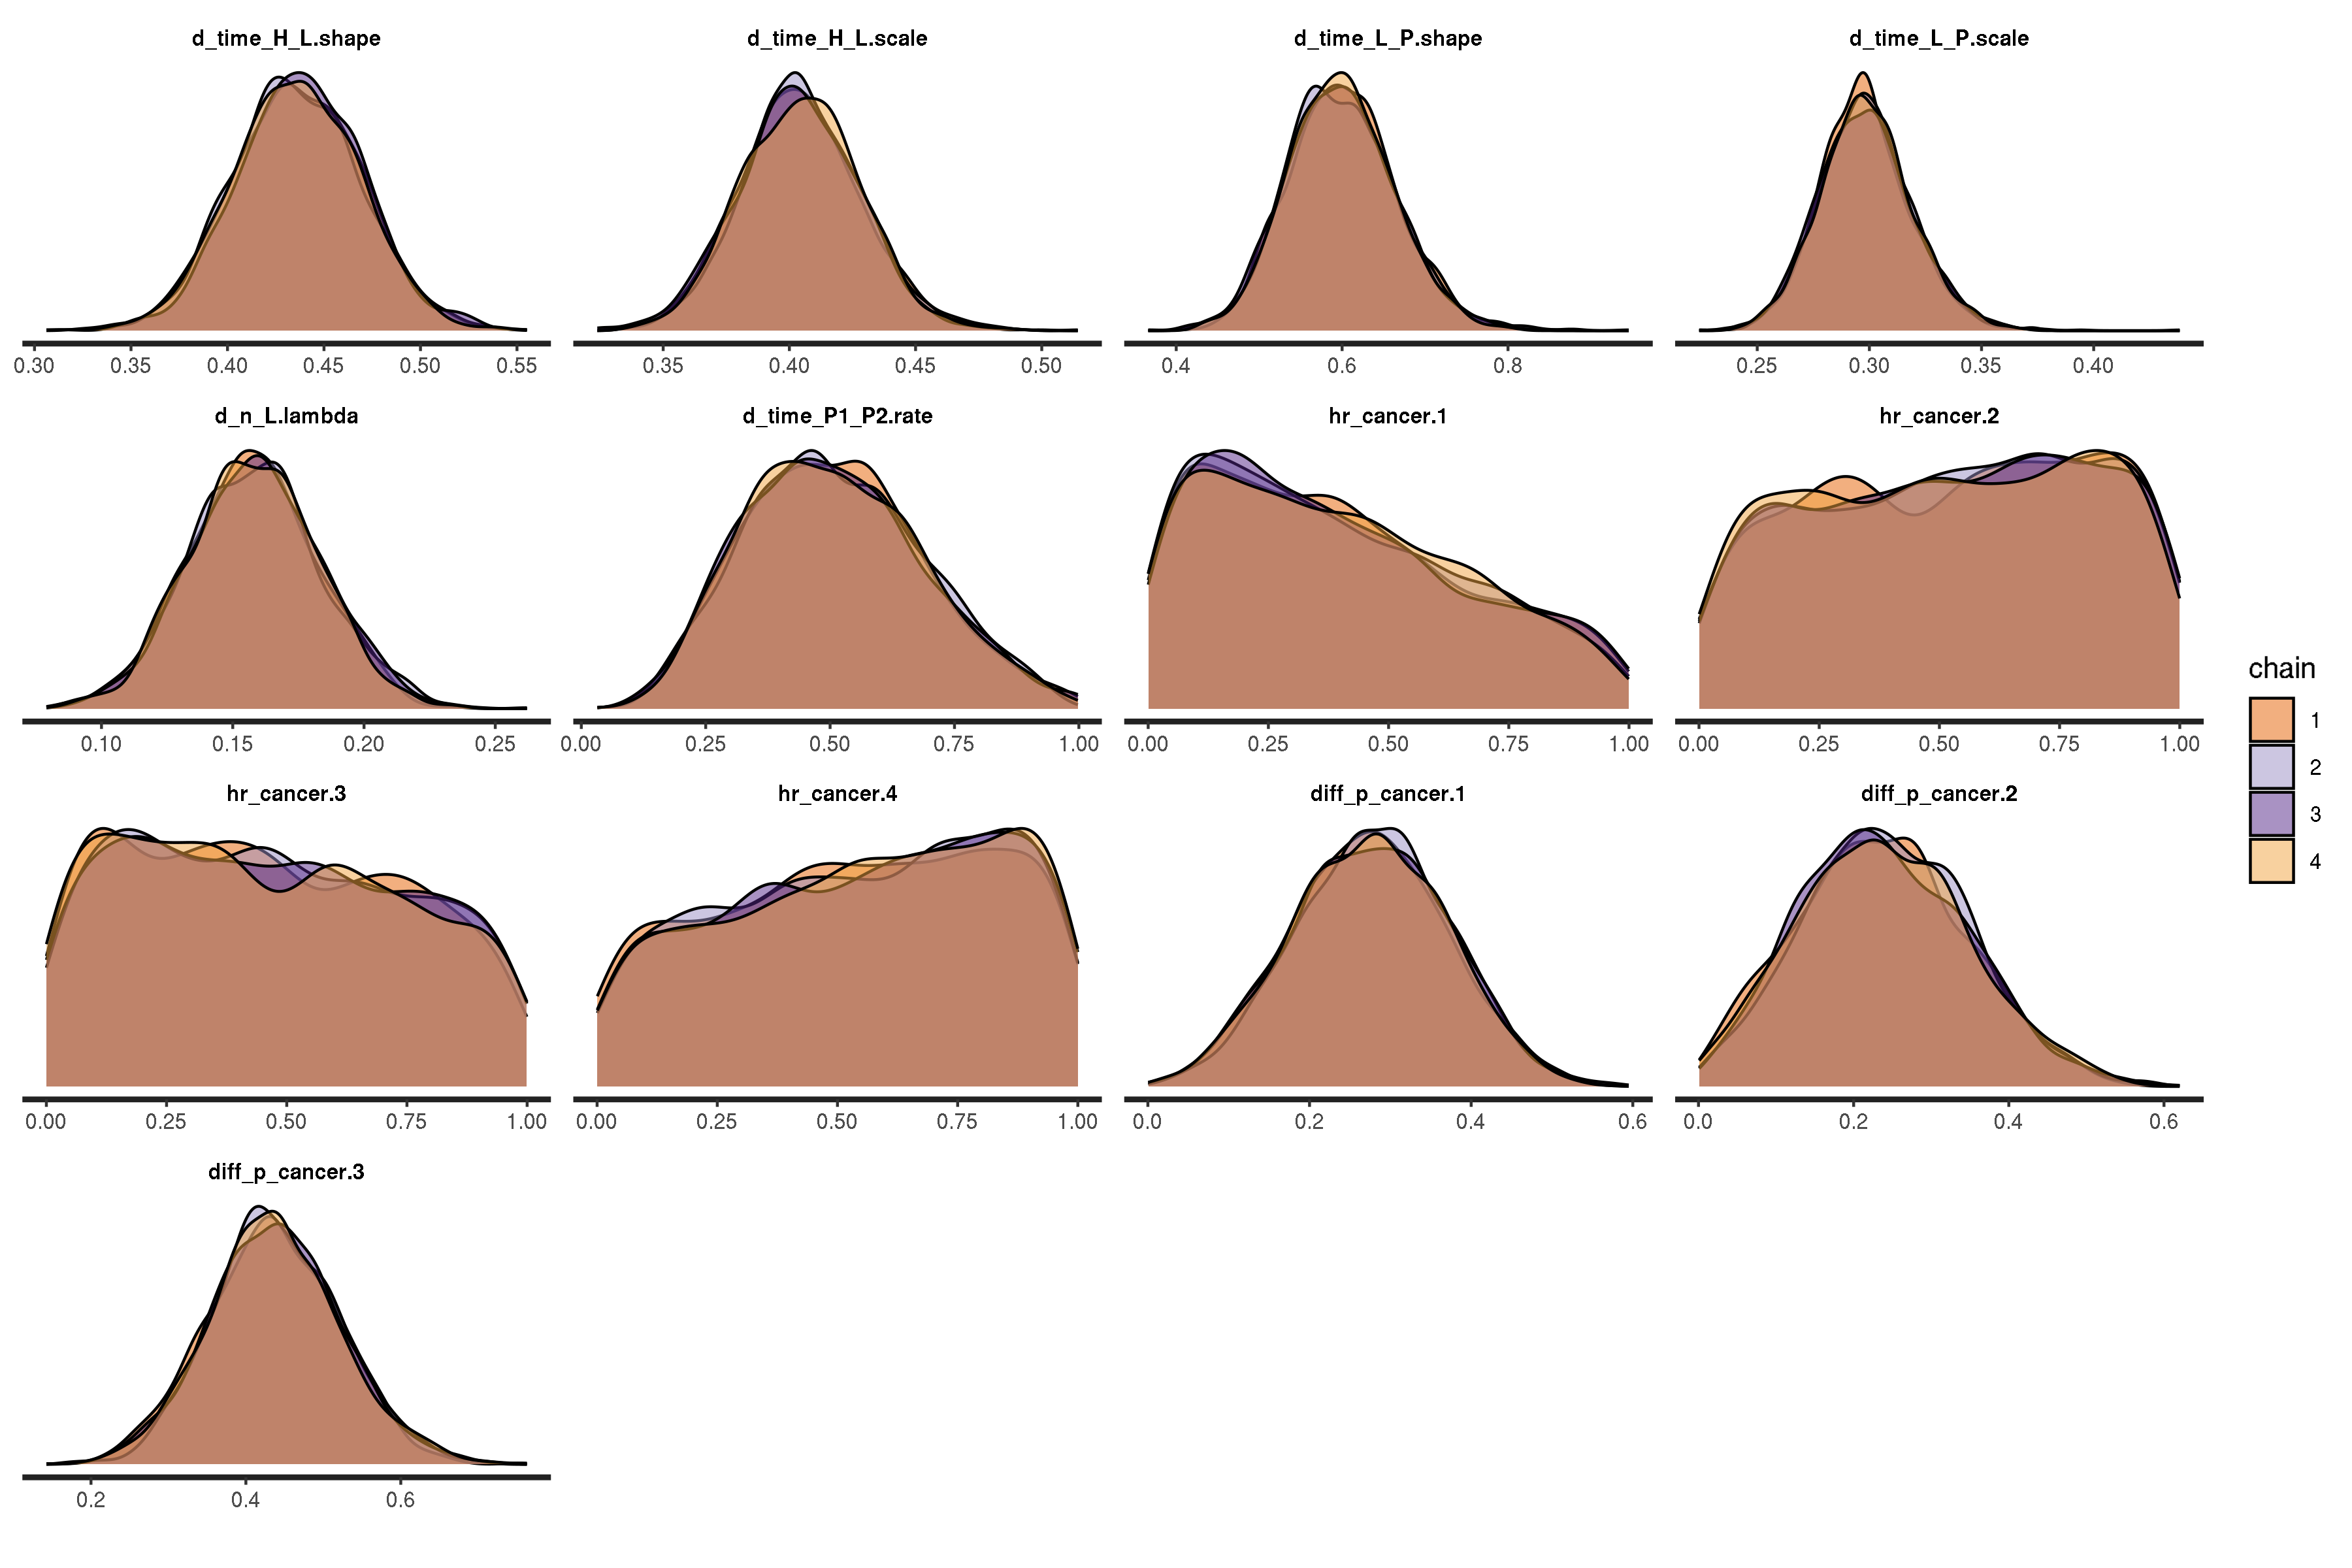 d_time_H_L.shape d_time_H_L.scale d_time_L_P.shape d_time_L_P.scale
0.30 0.35 0.40 0.45 0.50 0.55 0.35 0.40 0.45 0.50 0.4 0.6 0.8 0.25 0.30 0.35 0.40
d_n_L.lambda d_time_P1_P2.rate hr_cancer.1 hr_cancer.2
0.10 0.15 0.20 0.25 0.00 0.25 0.50 0.75 1.00 0.00 0.25 0.50 0.75 1.00 0.00 0.25 0.50 0.75 1.00
hr_cancer.3 hr_cancer.4 diff_p_cancer.1 diff_p_cancer.2
0.00 0.25 0.50 0.75 1.00 0.00 0.25 0.50 0.75 1.00 0.0 0.2 0.4 0.6 0.0 0.2 0.4 0.6
diff_p_cancer.3
0.2 0.4 0.6
chain
1
2
3
4